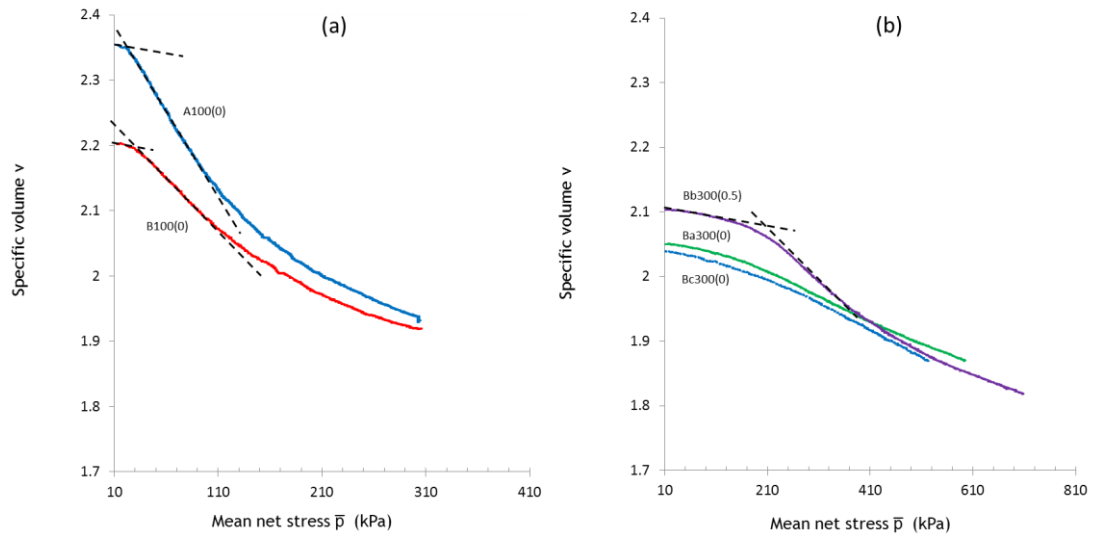 (a)
2.4
2.3
2.2
2.1
2
1.9
1.8
1.7
Specific volume v
A100(0)
B100(0)
10
110
210
310
410
Mean net stress p̅ (kPa)
(b)
2.4
2.3
2.2
2.1
2
1.9
1.8
1.7
Specific volume v
Bb300(0.5)
Ba300(0)
Bc300(0)
10
210
410
610
810
Mean net stress p̅ (kPa)